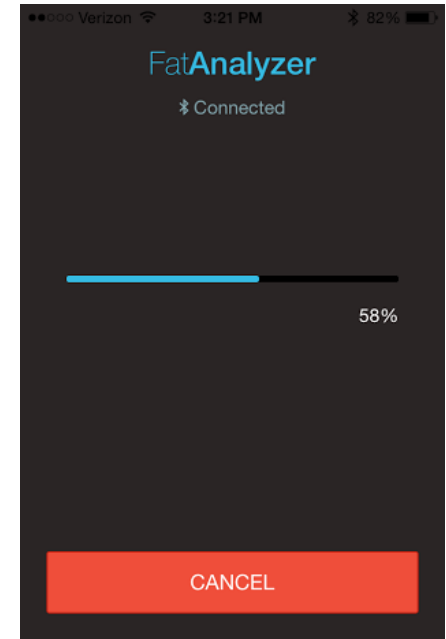 Verizon 3:21 PM 82%
FatAnalyzer
Connected
58%
CANCEL